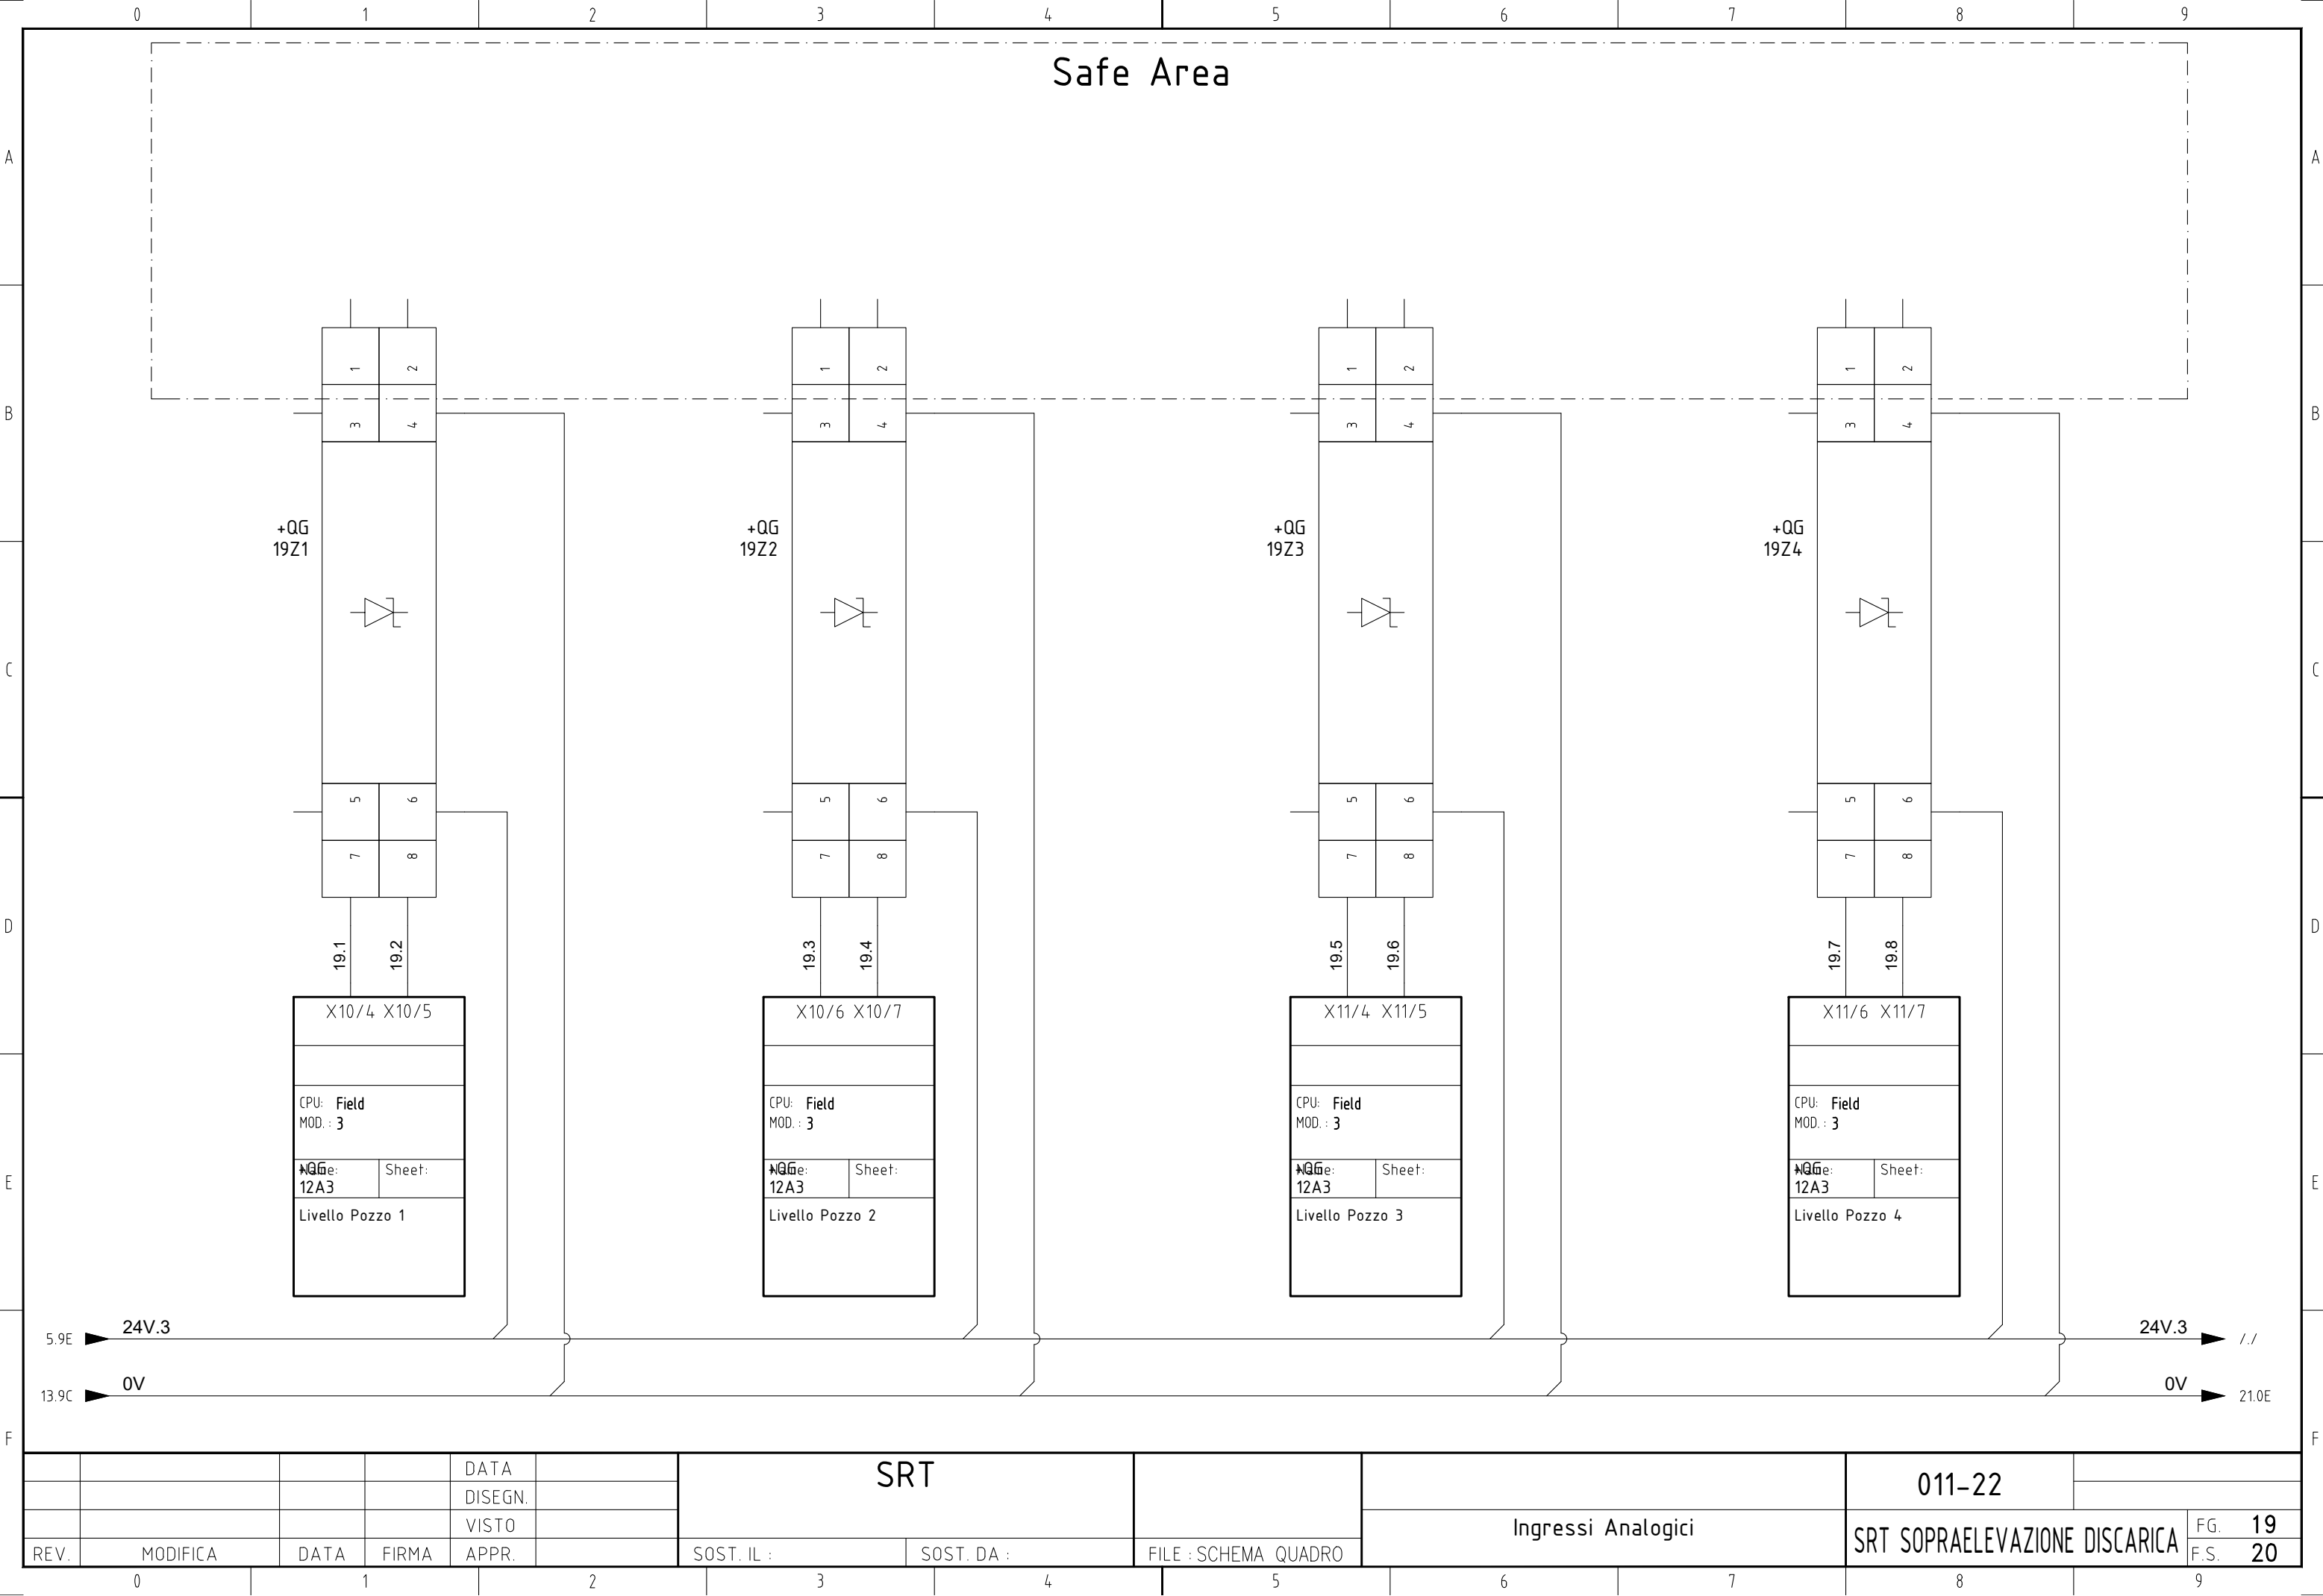 0 1 2 3 4 5 6 7 8 9
Safe Area
A A
B B
1 2 1 2 1 2 1 2
3 4 3 4 3 4 3 4
+QG +QG +QG +QG
19Z1 19Z2 19Z3 19Z4
C C
5 6 5 6 5 6 5 6
7 8 7 8 7 8 7 8
D D
19.1 19.2 19.3 19.4 19.5 19.6 19.7 19.8
X10/4 X10/5 X10/6 X10/7 X11/4 X11/5 X11/6 X11/7
CPU: Field CPU: Field CPU: Field CPU: Field
MOD. : 3 MOD. : 3 MOD. : 3 MOD. : 3
Name: +QG Sheet: Name: +QG Sheet: Name: +QG Sheet: Name: +QG Sheet:
E E
12A3 12A3 12A3 12A3
Livello Pozzo 1 Livello Pozzo 2 Livello Pozzo 3 Livello Pozzo 4
24V.3 24V.3
5.9E /./
0V 0V
13.9C 21.0E
F F
DATA
DISEGN.
VISTO
REV. MODIFICA DATA FIRMA APPR.
SRT
SOST. IL : SOST. DA :
FILE : SCHEMA QUADRO
Ingressi Analogici
011-22
SRT SOPRAELEVAZIONE DISCARICA
FG. 19
F.S. 20
0 1 2 3 4 5 6 7 8 9